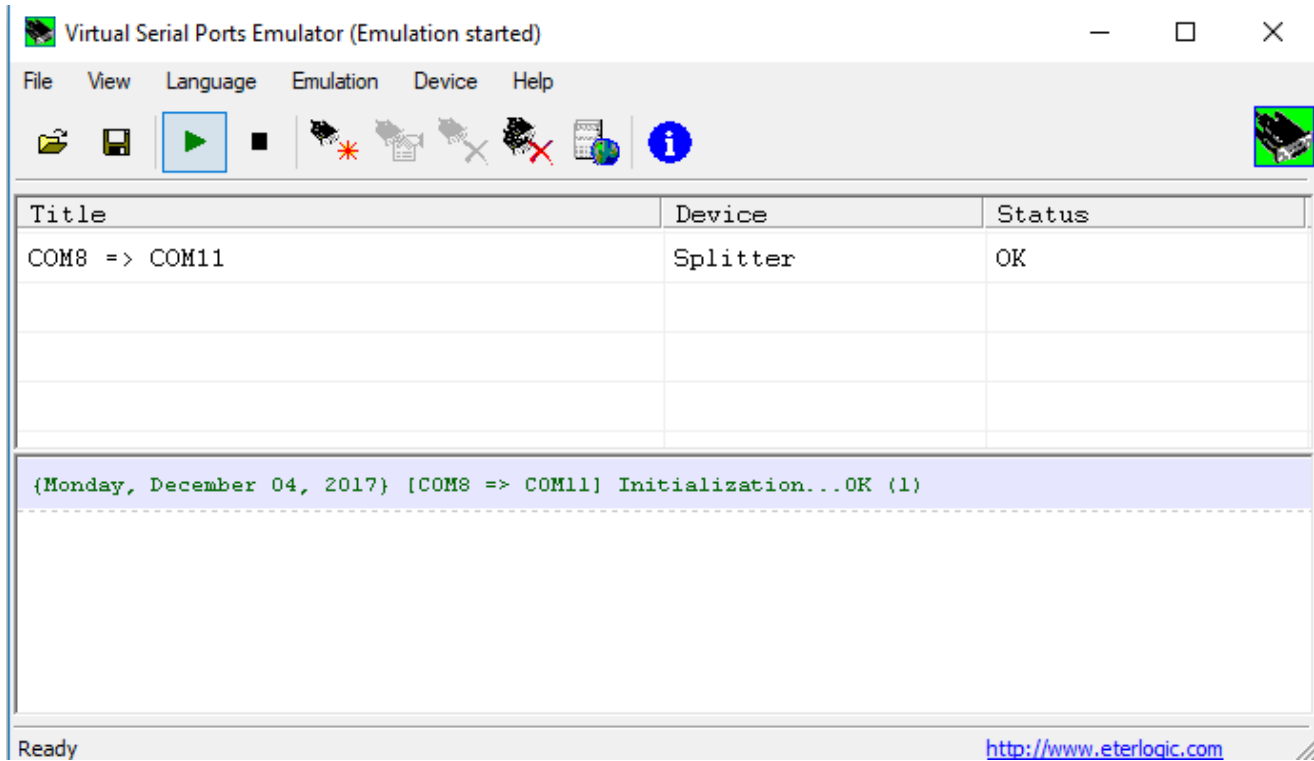 Virtual Serial Ports Emulator (Emulation started)
File View Language Emulation Device Help
Title Device Status
COM8 => COM11 Splitter OK
{Monday, December 04, 2017} [COM8 => COM11] Initialization...OK (1)
Ready http://www.eterlogic.com